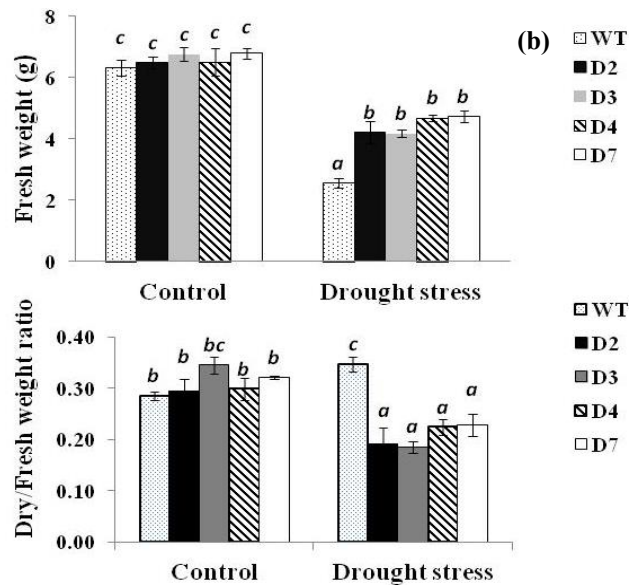 Fresh weight (g)
8
6
4
2
0
c c c c c
a b b b b
Control Drought stress
(b)
WT
D2
D3
D4
D7
Dry/Fresh weight ratio
0.40
0.30
0.20
0.10
0.00
b b bc b b
c a a a a
Control Drought stress
WT
D2
D3
D4
D7